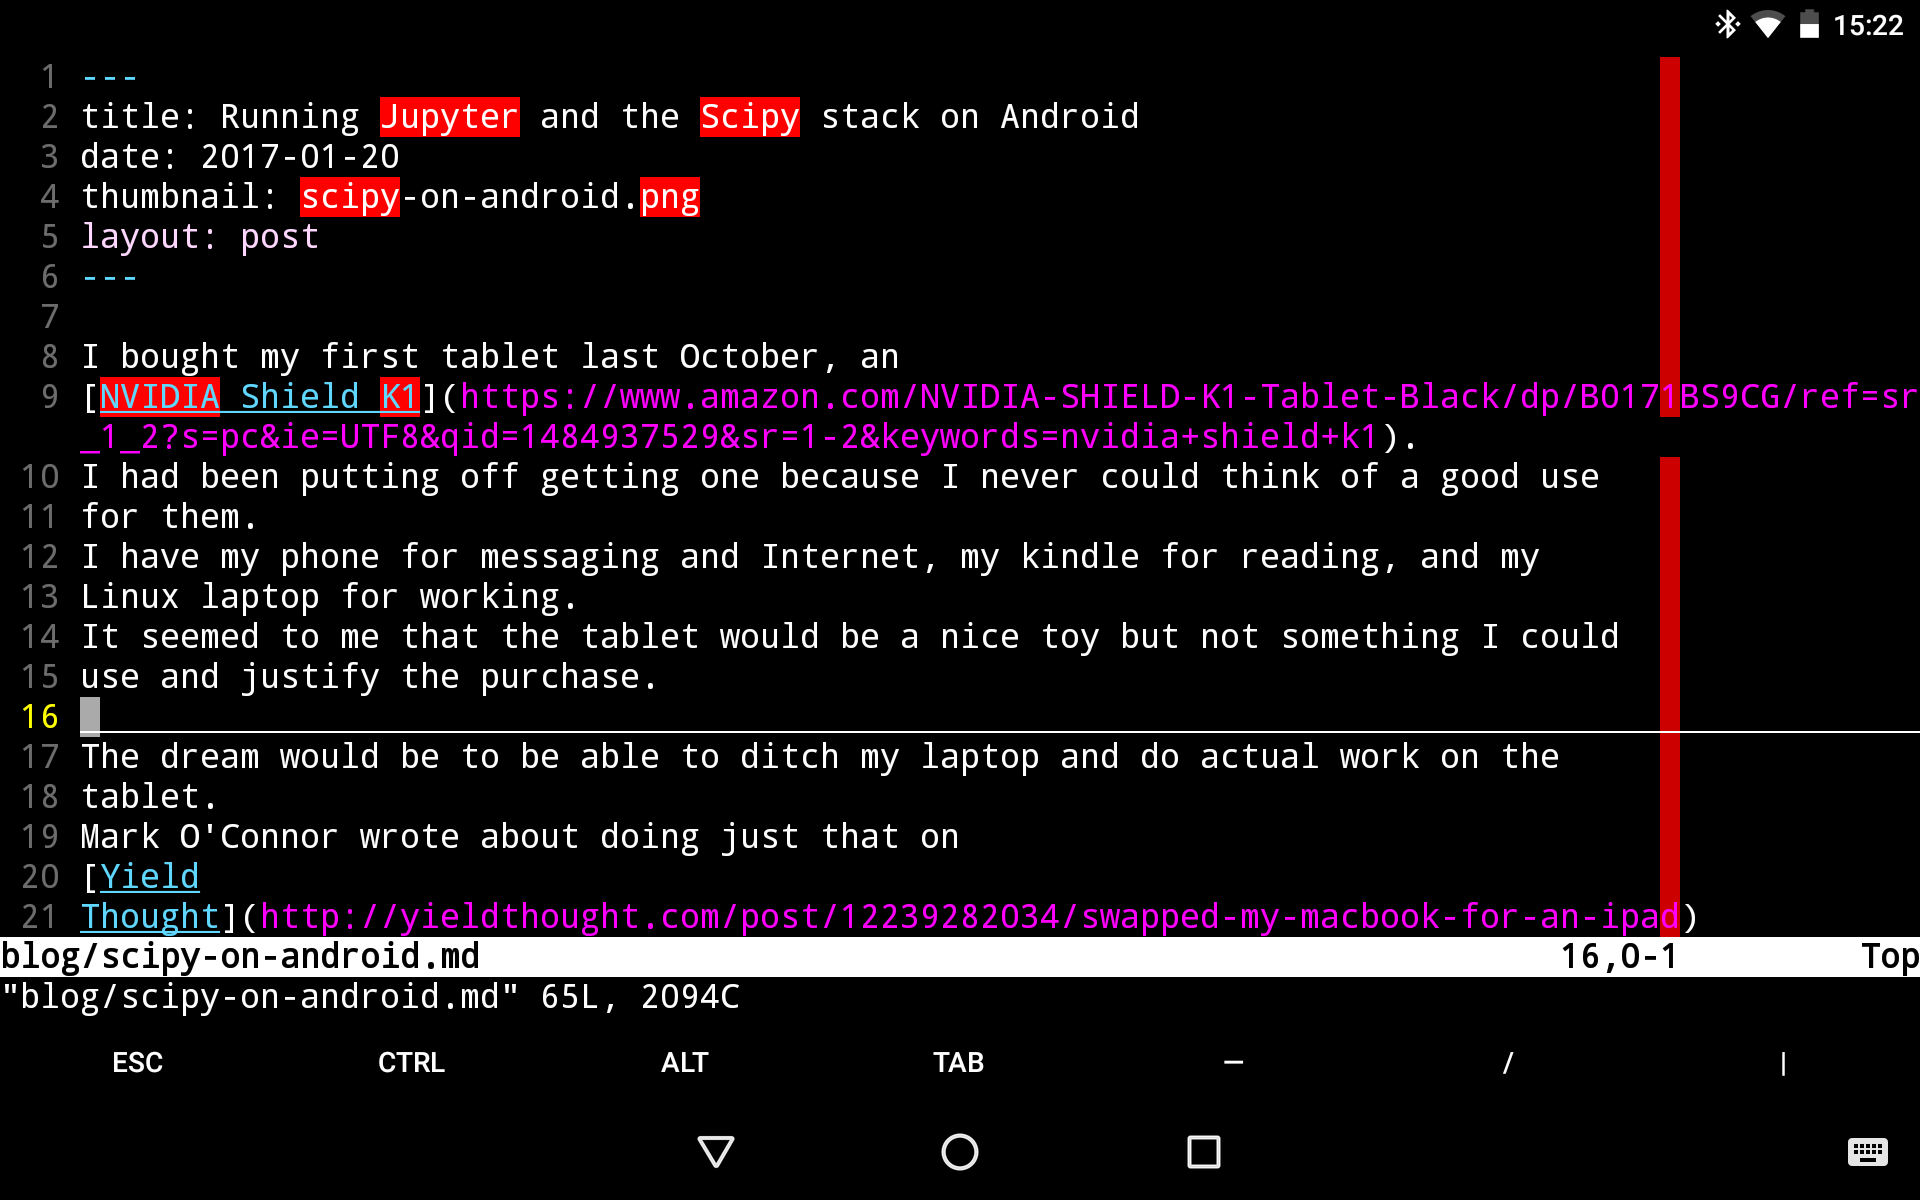 15:22
1 ---
2 title: Running Jupyter and the Scipy stack on Android
3 date: 2017-01-20
4 thumbnail: scipy-on-android.png
5 layout: post
6 ---
7
8 I bought my first tablet last October, an
9 [NVIDIA Shield K1](https://www.amazon.com/NVIDIA-SHIELD-K1-Tablet-Black/dp/B0171BS9CG/ref=sr
_1_2?s=pc&ie=UTF8&qid=1484937529&sr=1-2&keywords=nvidia+shield+k1).
10 I had been putting off getting one because I never could think of a good use
11 for them.
12 I have my phone for messaging and Internet, my kindle for reading, and my
13 Linux laptop for working.
14 It seemed to me that the tablet would be a nice toy but not something I could
15 use and justify the purchase.
16
17 The dream would be to be able to ditch my laptop and do actual work on the
18 tablet.
19 Mark O'Connor wrote about doing just that on
20 [Yield
21 Thought](http://yieldthought.com/post/12239282034/swapped-my-macbook-for-an-ipad)
blog/scipy-on-android.md 16,0-1 Top
"blog/scipy-on-android.md" 65L, 2094C
ESC CTRL ALT TAB — / |